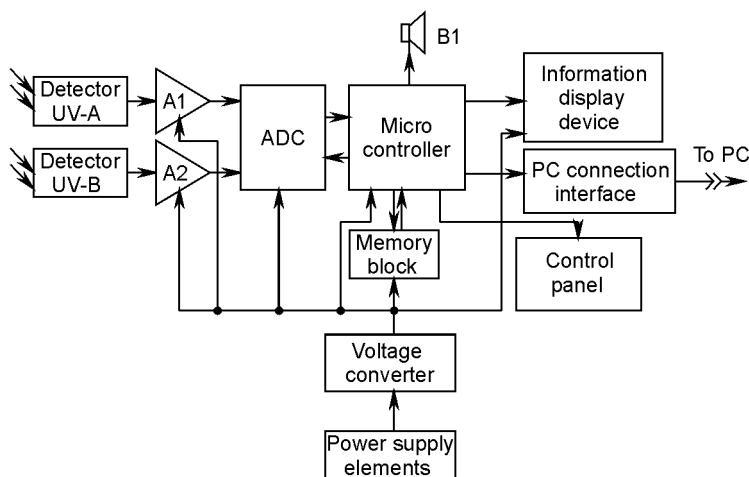 B1
Detector
UV-A
A1
ADC
Micro
controller
Information
display
device
Detector
UV-B
A2
PC connection
interface
To PC
Memory
block
Control
panel
Voltage
converter
Power supply
elements